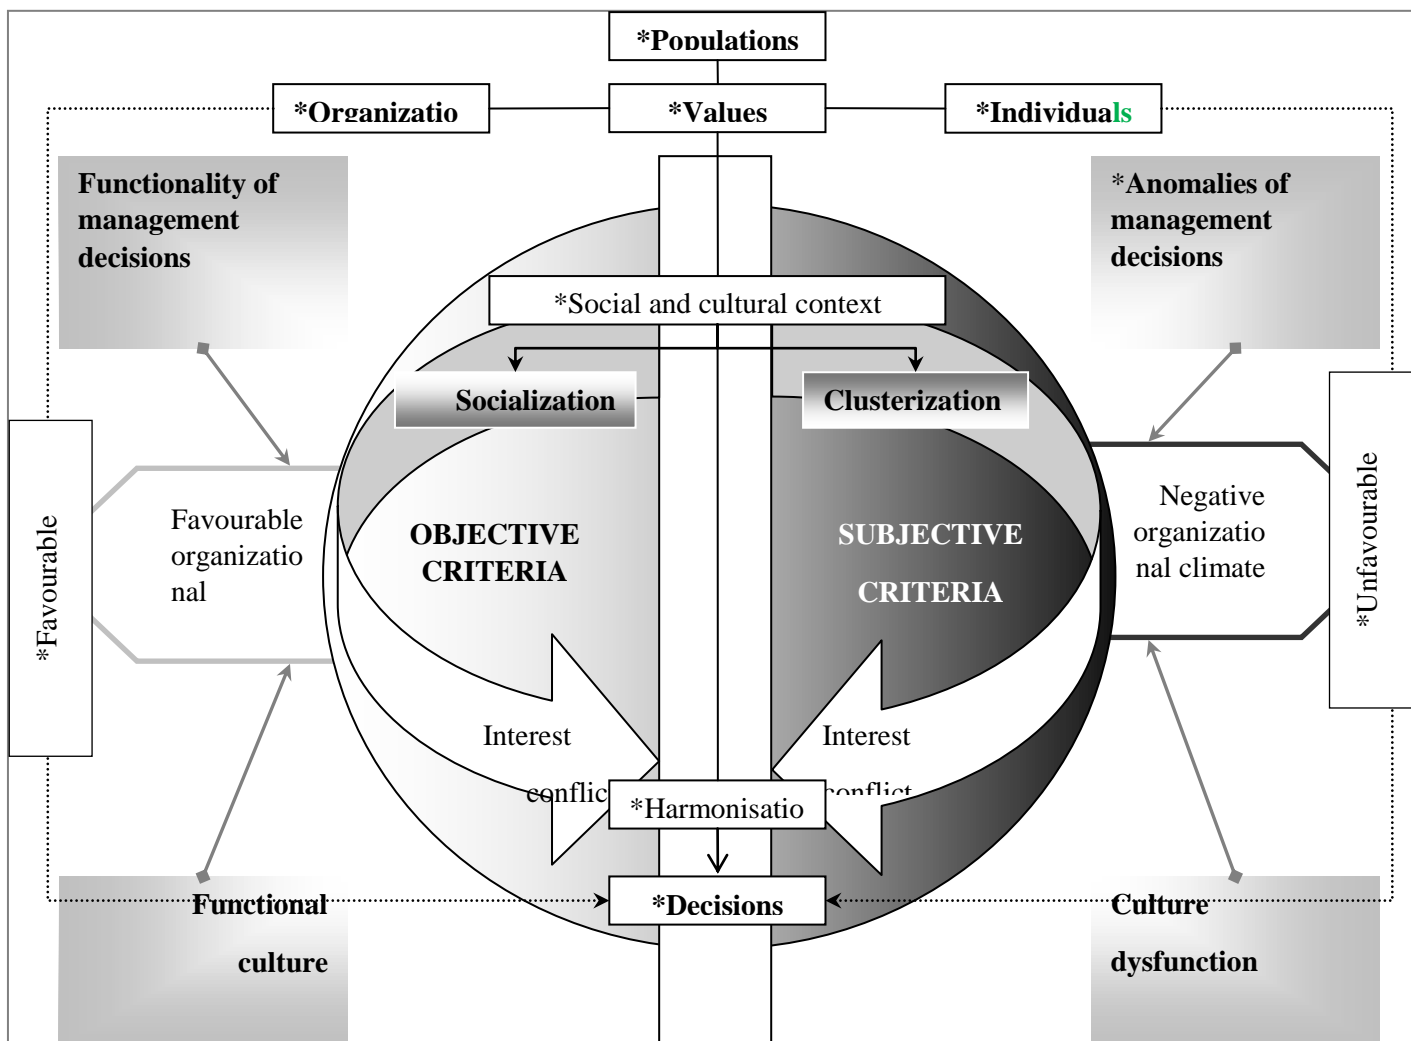 *Populations
*Organizatio
*Values
*Individuals
Functionality of
management
decisions
*Anomalies of
management
decisions
*Social and cultural context
Socialization
Clusterization
*Favourable
Favourable
organizatio
nal
OBJECTIVE
CRITERIA
SUBJECTIVE
CRITERIA
Negative
organizatio
nal climate
*Unfavourable
Interest
conflic
Interest
conflict
*Harmonisatio
*Decisions
Functional
culture
Culture
dysfunction